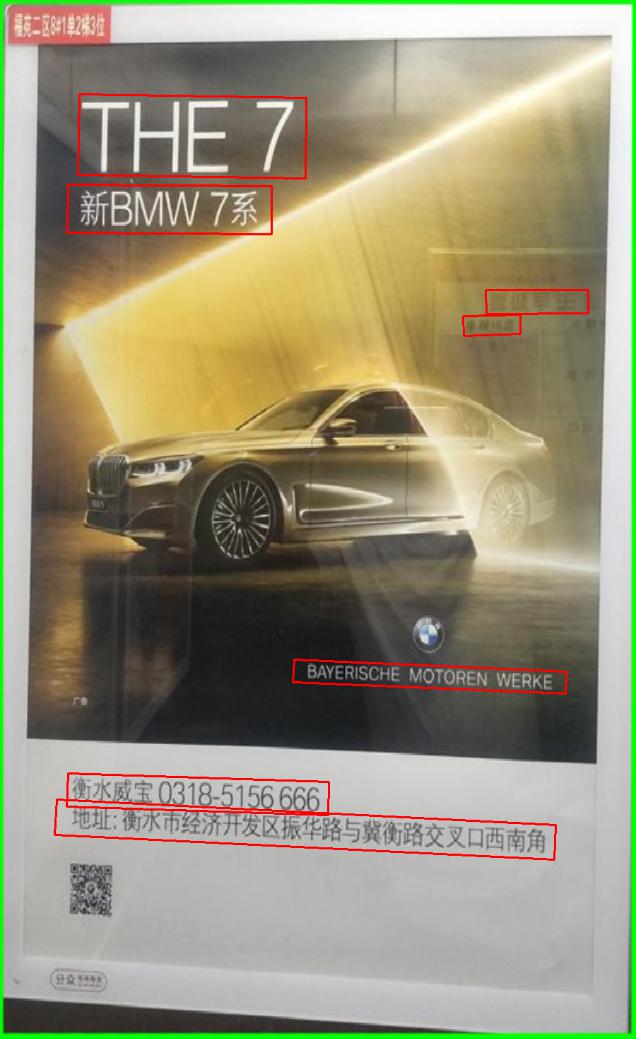 福苑二区8#1单2梯3位
THE 7
新BMW 7系
BAYERISCHE MOTOREN WERKE
广告
衡水威宝 0318-5156 666
地址: 衡水市经济开发区振华路与冀衡路交叉口西南角
分众